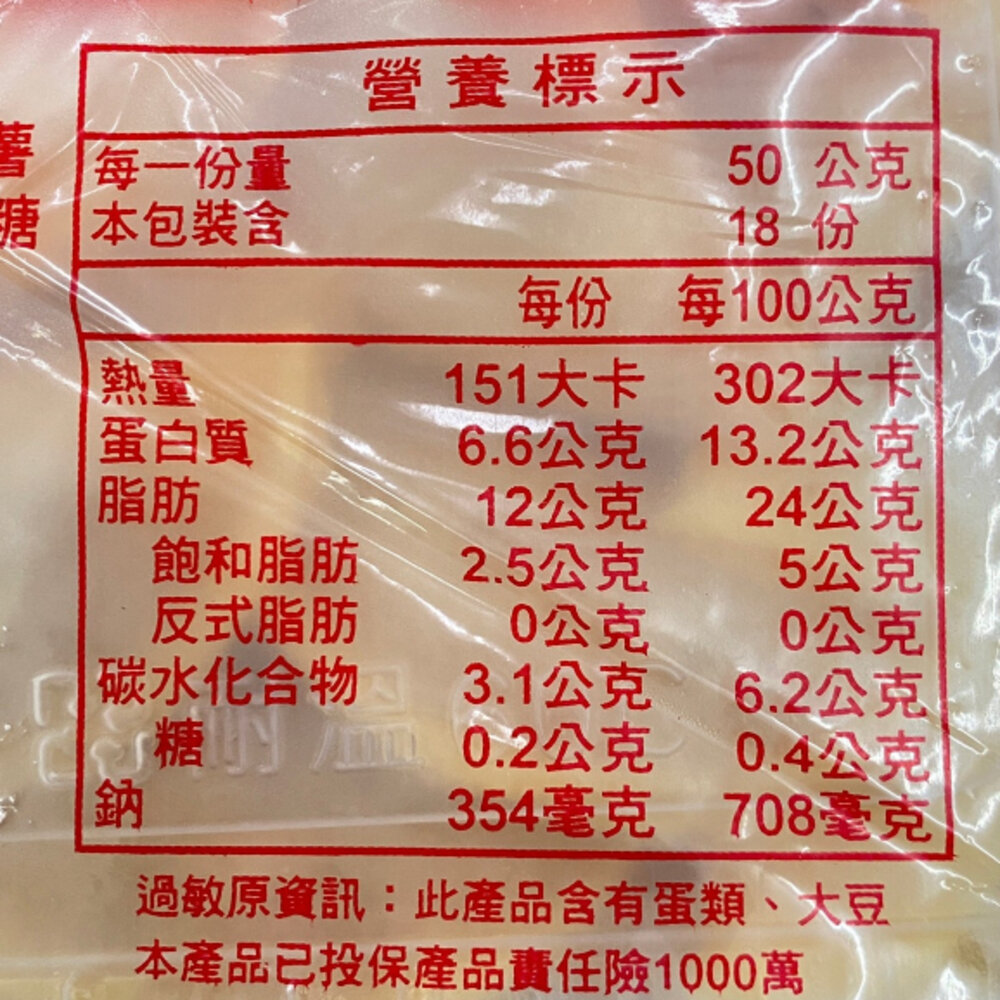 營養標示
薯
每一份量 50 公克
糖
本包裝含 18 份
每份 每100公克
熱量 151大卡 302大卡
蛋白質 6.6公克 13.2公克
脂肪 12公克 24公克
飽和脂肪 2.5公克 5公克
反式脂肪 0公克 0公克
碳水化合物 3.1公克 6.2公克
糖 0.2公克 0.4公克
鈉 354毫克 708毫克
過敏原資訊：此產品含有蛋類、大豆
本產品已投保產品責任險1000萬